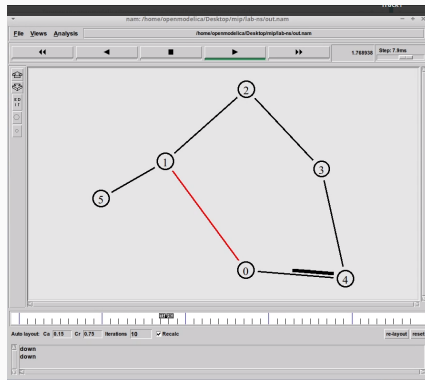 nam: /home/openmodelica/Desktop/mip/lab-ns/out.nam
File Views Analysis /home/openmodelica/Desktop/mip/lab-ns/out.nam
1.768938 Step: 7.9ms
2
1
3
5
0
4
Auto layout: Ca 0.15 Cr 0.75 Iterations 10 Recalc re-layout reset
down
down